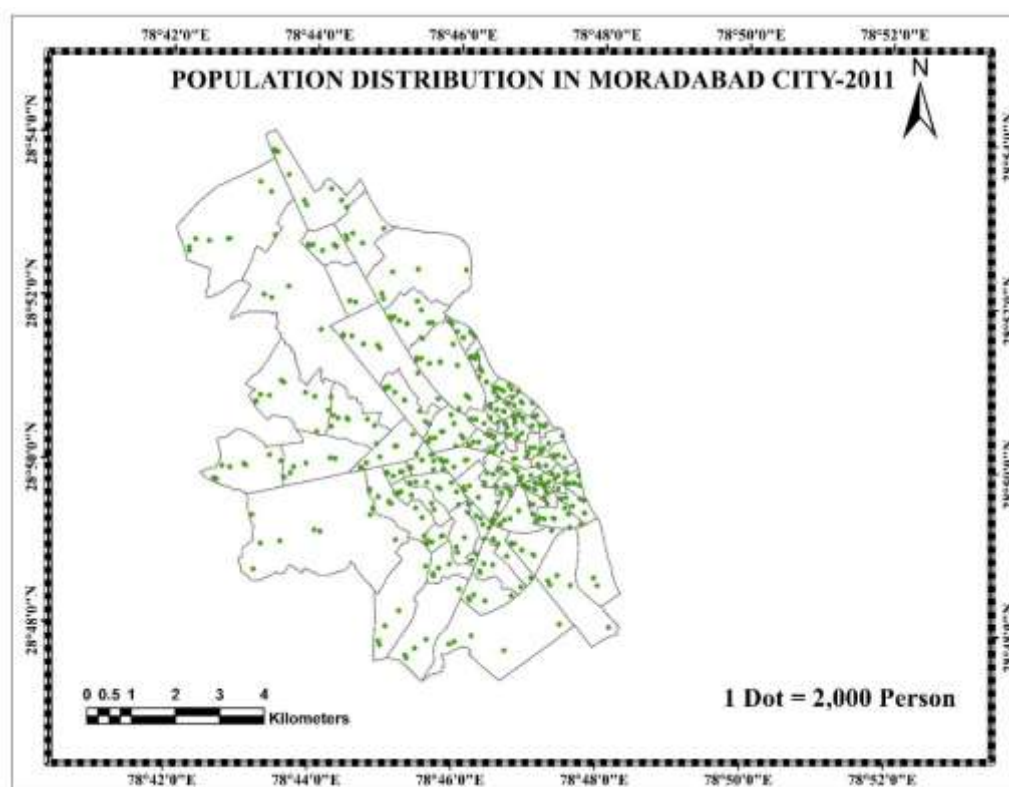 78°42'0"E 78°44'0"E 78°46'0"E 78°48'0"E 78°50'0"E 78°52'0"E
POPULATION DISTRIBUTION IN MORADABAD CITY-2011
N
28°54'0"N
28°52'0"N
28°50'0"N
28°48'0"N
0 0.5 1 2 3 4
Kilometers
1 Dot = 2,000 Person
78°42'0"E 78°44'0"E 78°46'0"E 78°48'0"E 78°50'0"E 78°52'0"E